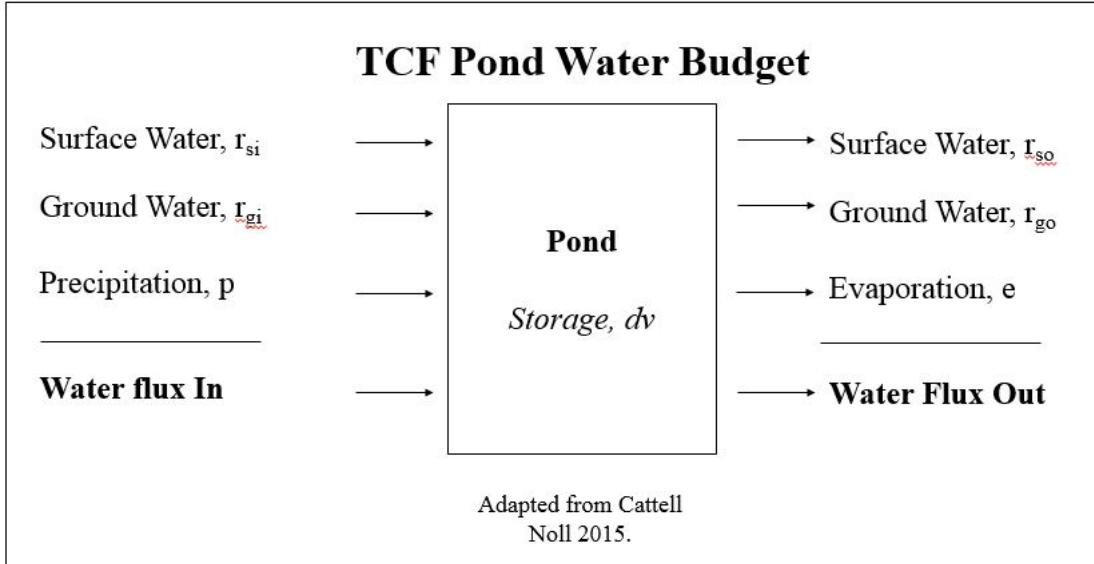 TCF Pond Water Budget
Surface Water, rsi
Ground Water, rgi
Precipitation, p
Water flux In
Pond
Storage, dv
Surface Water, rso
Ground Water, rgo
Evaporation, e
Water Flux Out
Adapted from Cattell
Noll 2015.